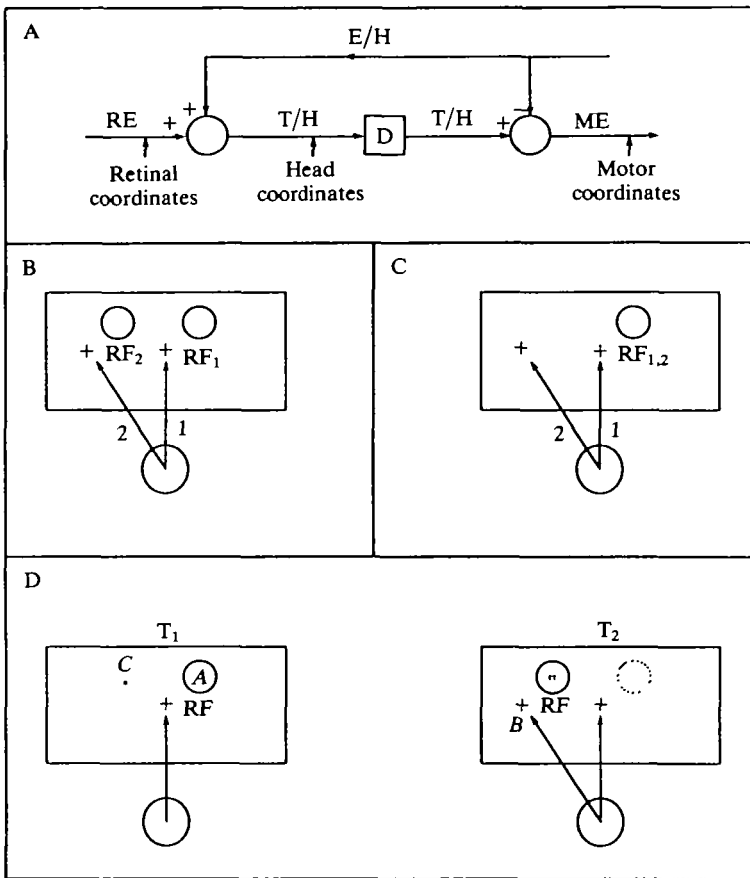 A
E/H
RE + + T/H D T/H + − ME
Retinal coordinates
Head coordinates
Motor coordinates
B
RF₂ RF₁
+ +
2 1
C
+ + RF₁,₂
2 1
D
T₁
C A
+ RF
T₂
+ RF +
B